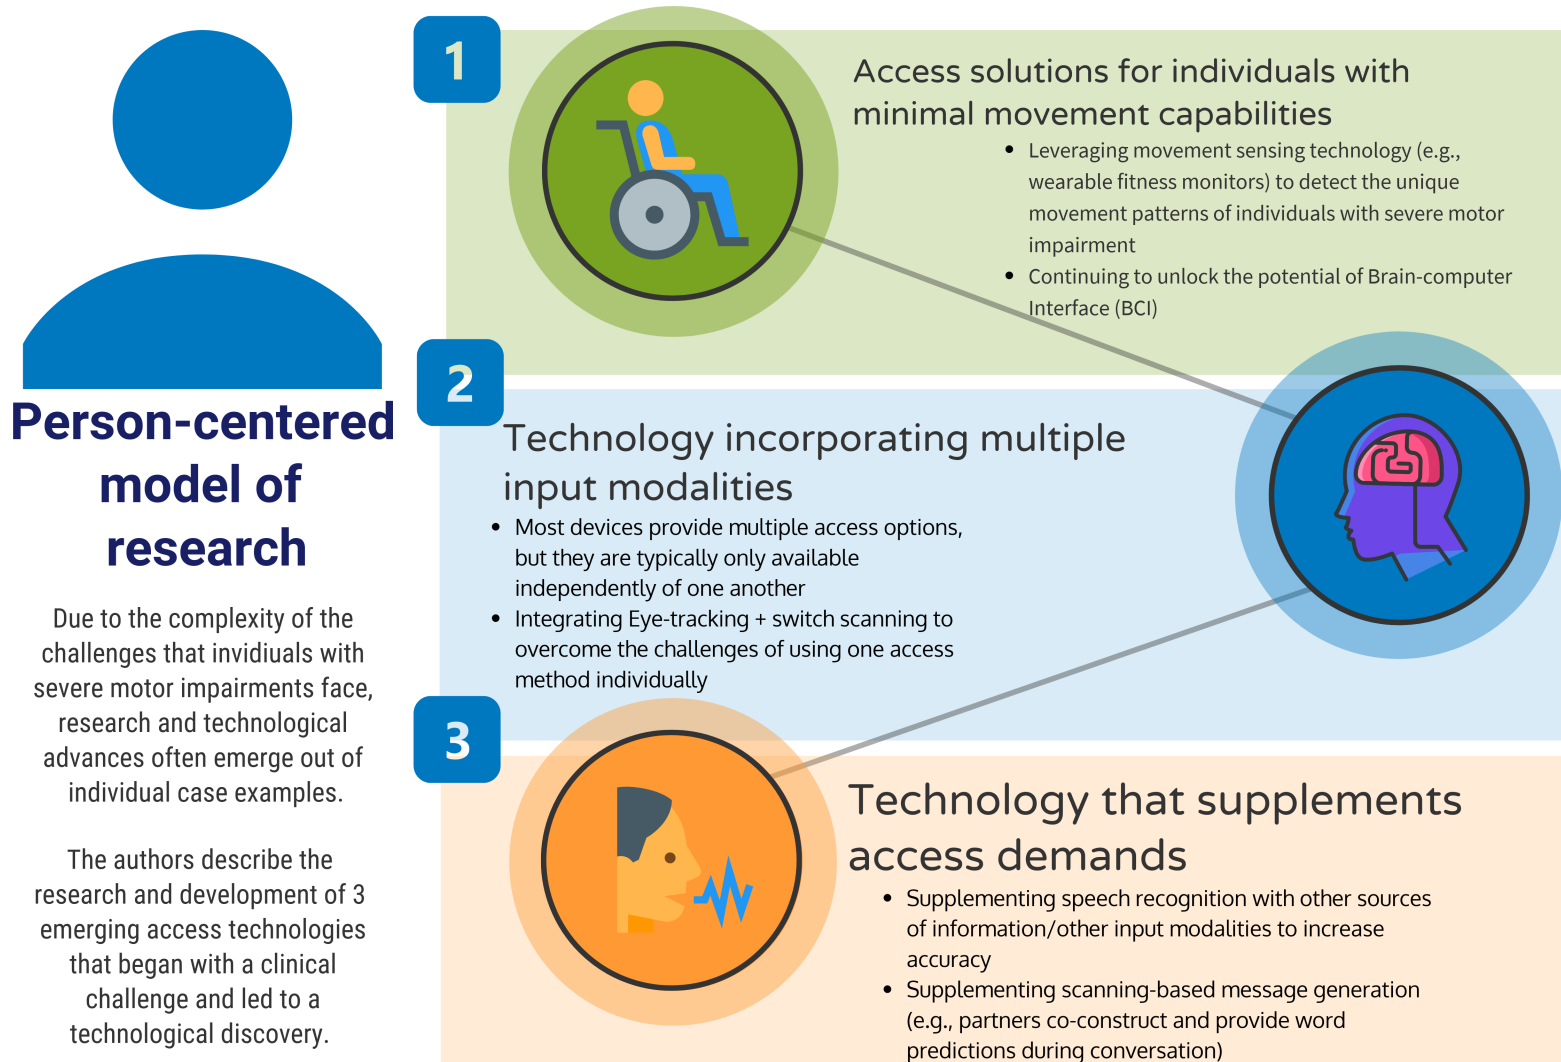 Person-centered
model of
research
Due to the complexity of the
challenges that invidiuals with
severe motor impairments face,
research and technological
advances often emerge out of
individual case examples.
The authors describe the
research and development of 3
emerging access technologies
that began with a clinical
challenge and led to a
technological discovery.
1
Access solutions for individuals with
minimal movement capabilities
• Leveraging movement sensing technology (e.g.,
wearable fitness monitors) to detect the unique
movement patterns of individuals with severe motor
impairment
• Continuing to unlock the potential of Brain-computer
Interface (BCI)
2
Technology incorporating multiple
input modalities
• Most devices provide multiple access options,
but they are typically only available
independently of one another
• Integrating Eye-tracking + switch scanning to
overcome the challenges of using one access
method individually
3
Technology that supplements
access demands
• Supplementing speech recognition with other sources
of information/other input modalities to increase
accuracy
• Supplementing scanning-based message generation
(e.g., partners co-construct and provide word
predictions during conversation)